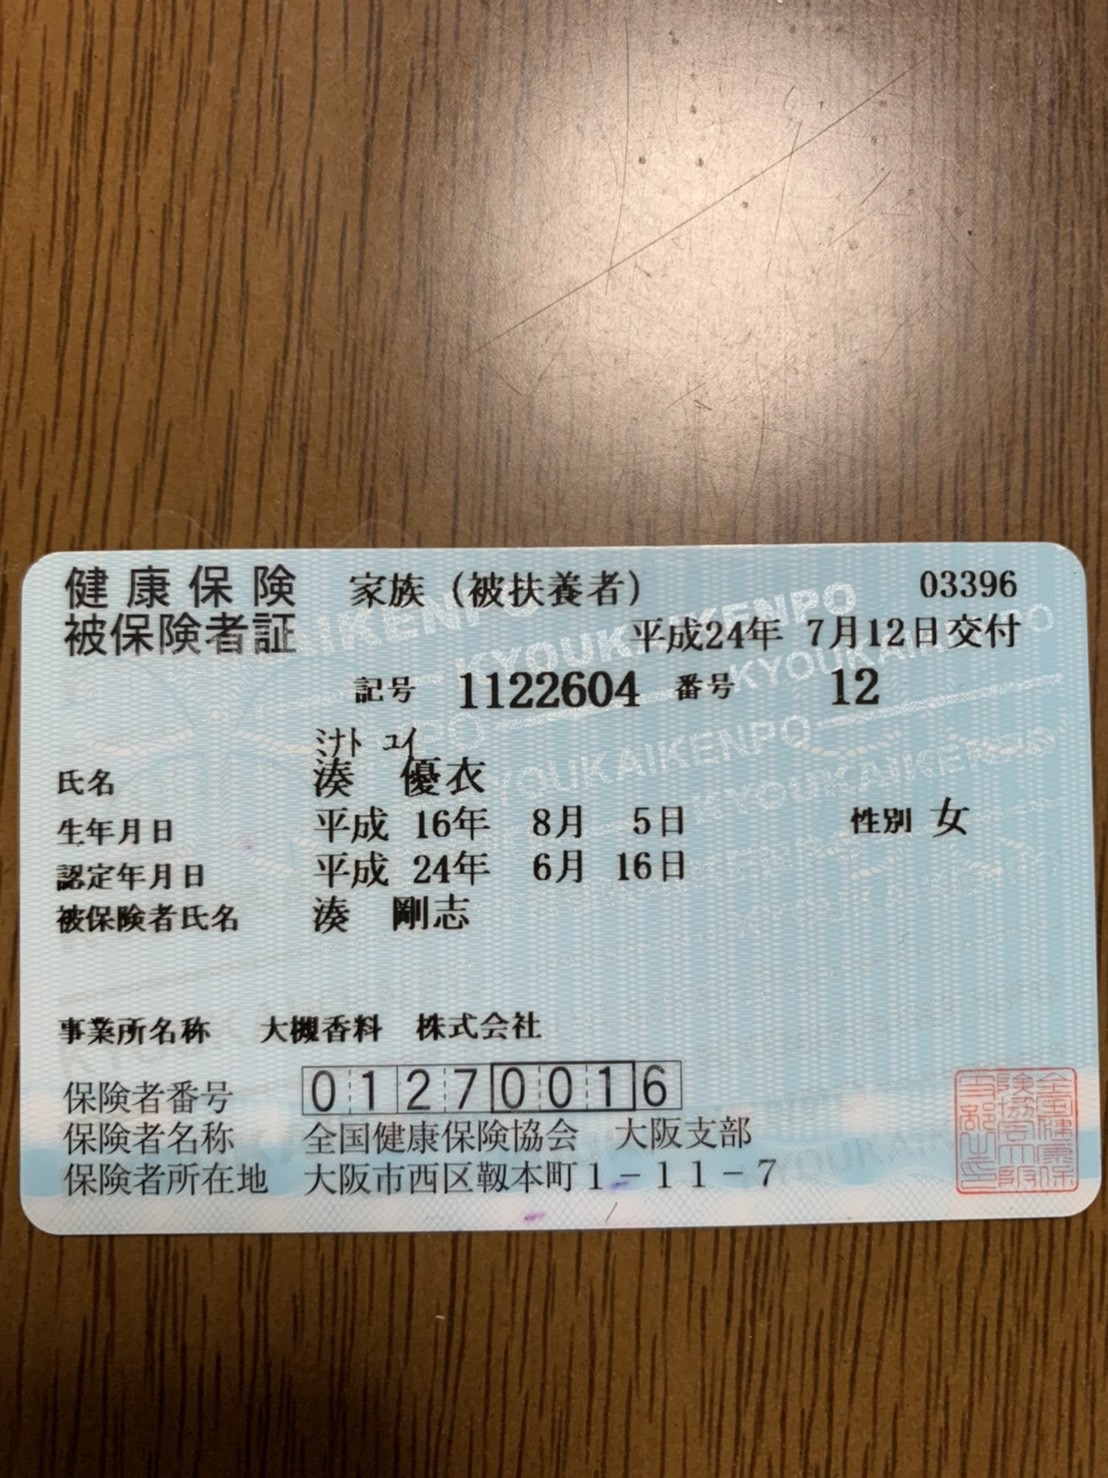 健康保険 家族（被扶養者） 03396
被保険者証 平成24年 7月12日交付
記号 1122604 番号 12
ﾐﾅﾄ ﾕｲ
氏名 湊 優衣
生年月日 平成 16年 8月 5日 性別 女
認定年月日 平成 24年 6月 16日
被保険者氏名 湊 剛志
事業所名称 大槻香料 株式会社
保険者番号 01270016
保険者名称 全国健康保険協会 大阪支部
保険者所在地 大阪市西区靱本町1－11－7
KYOUKAIKENPO
KYOUKAIKENPO